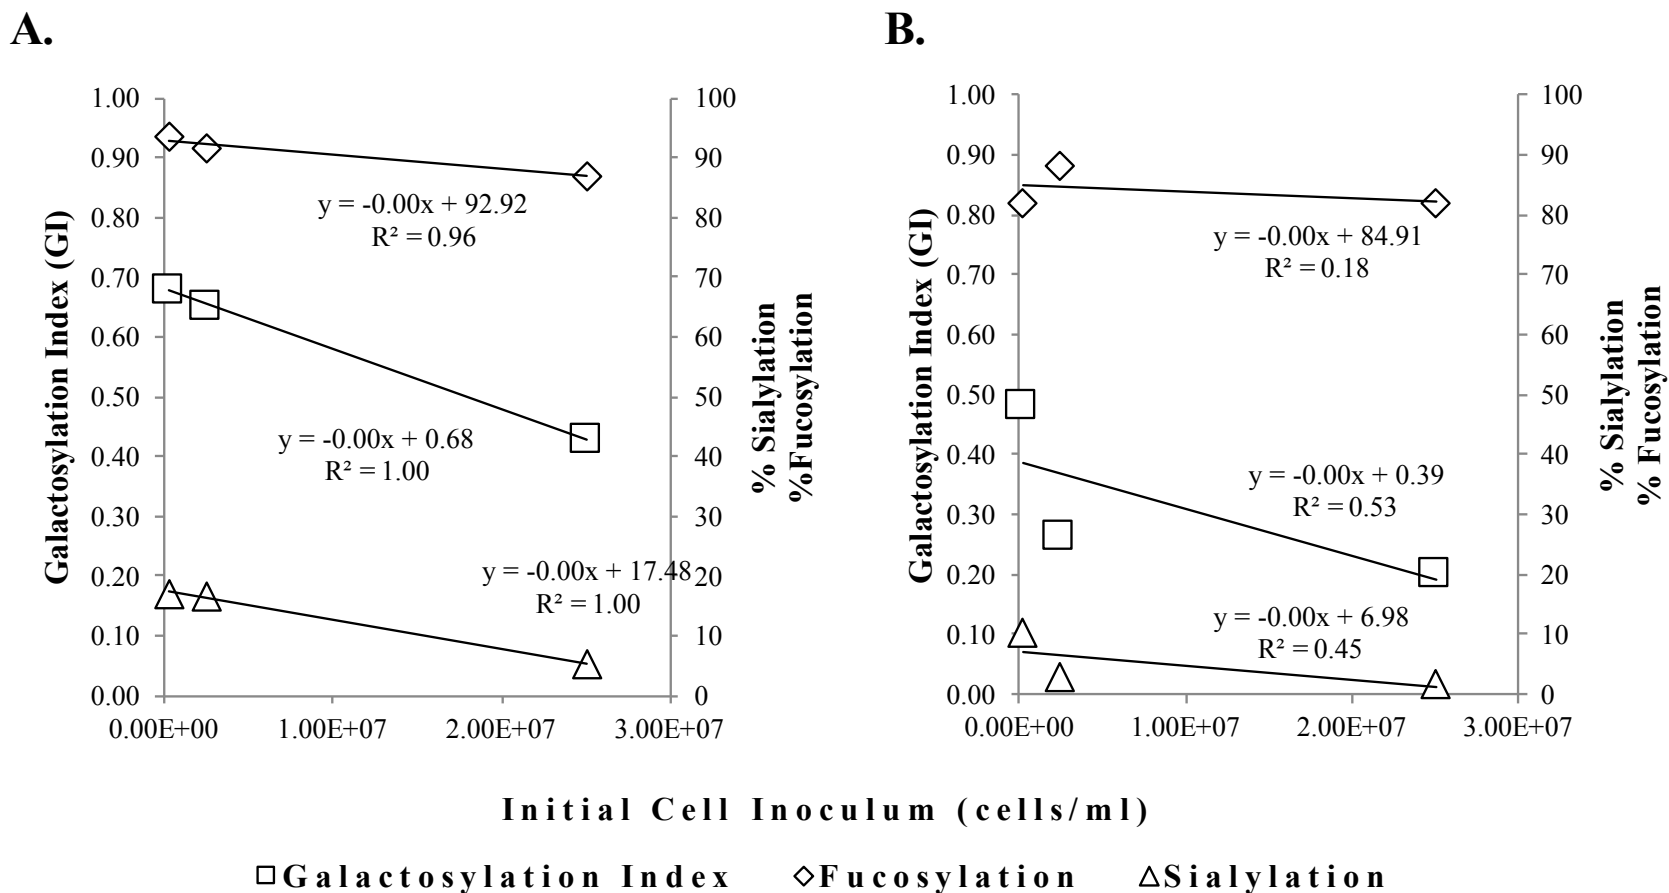 A.
B.
1.00
0.90
0.80
0.70
0.60
0.50
0.40
0.30
0.20
0.10
0.00
Galactosylation Index (GI)
100
90
80
70
60
50
40
30
20
10
0
% Sialylation
%Fucosylation
y = -0.00x + 92.92
R² = 0.96
y = -0.00x + 0.68
R² = 1.00
y = -0.00x + 17.48
R² = 1.00
0.00E+00
1.00E+07
2.00E+07
3.00E+07
1.00
0.90
0.80
0.70
0.60
0.50
0.40
0.30
0.20
0.10
0.00
Galactosylation Index (GI)
100
90
80
70
60
50
40
30
20
10
0
% Sialylation
% Fucosylation
y = -0.00x + 84.91
R² = 0.18
y = -0.00x + 0.39
R² = 0.53
y = -0.00x + 6.98
R² = 0.45
0.00E+00
1.00E+07
2.00E+07
3.00E+07
Initial Cell Inoculum (cells/ml)
Galactosylation Index
Fucosylation
Sialylation